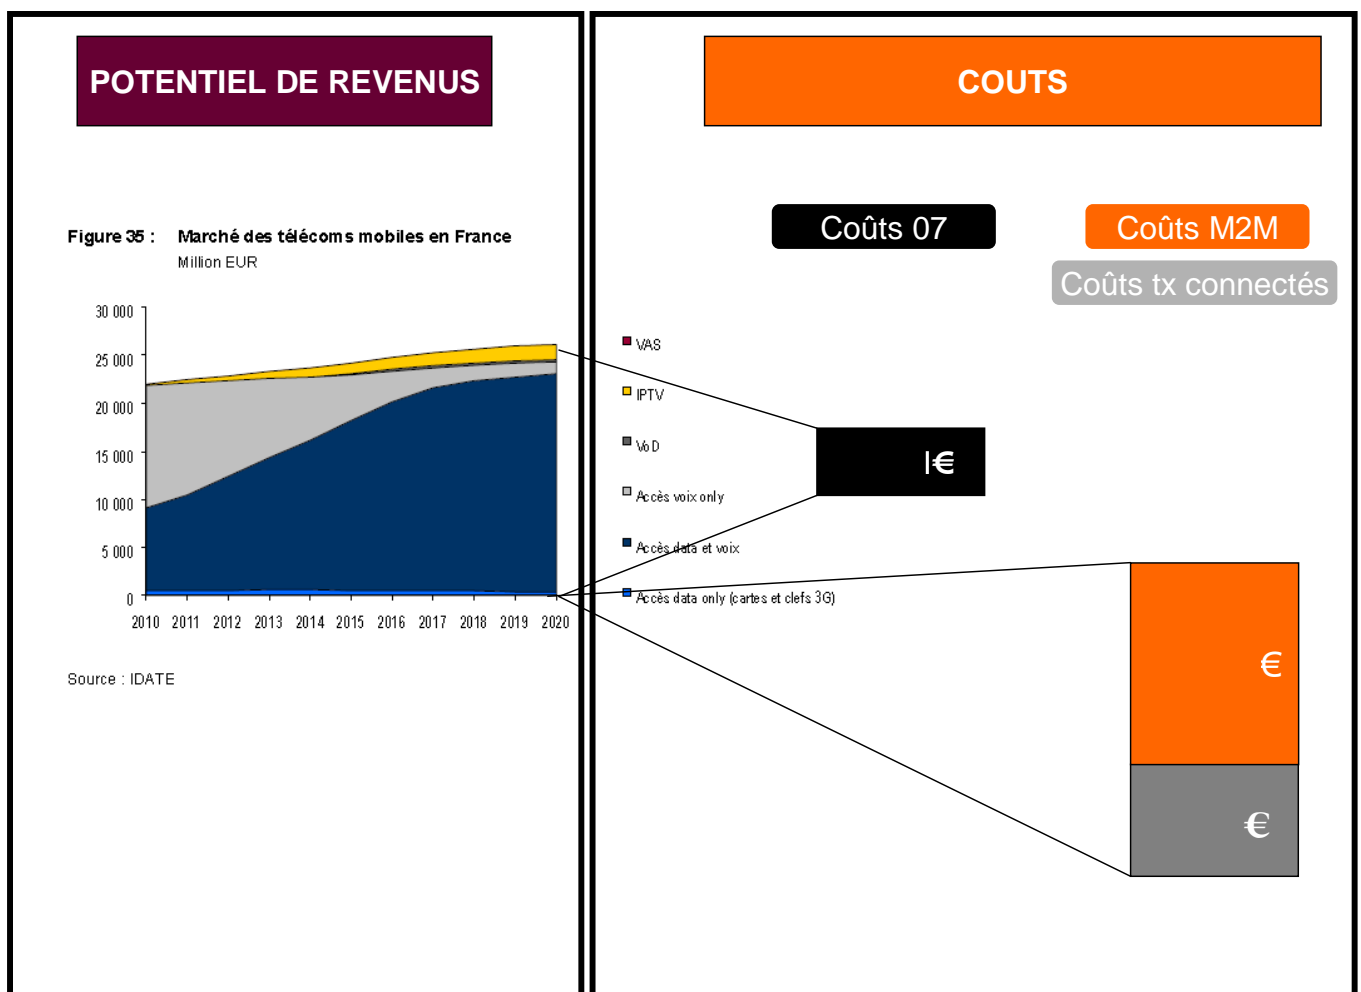 POTENTIEL DE REVENUS
COUTS
Coûts 07
Coûts M2M
Coûts tx connectés
Figure 35 : Marché des télécoms mobiles en France
Million EUR
30 000
25 000
20 000
15 000
10 000
5 000
0
2010 2011 2012 2013 2014 2015 2016 2017 2018 2019 2020
VAS
IPTV
VoD
Accès voix only
Accès data et voix
Accès data only (cartes et clefs 3G)
Source : IDATE
€
€
€